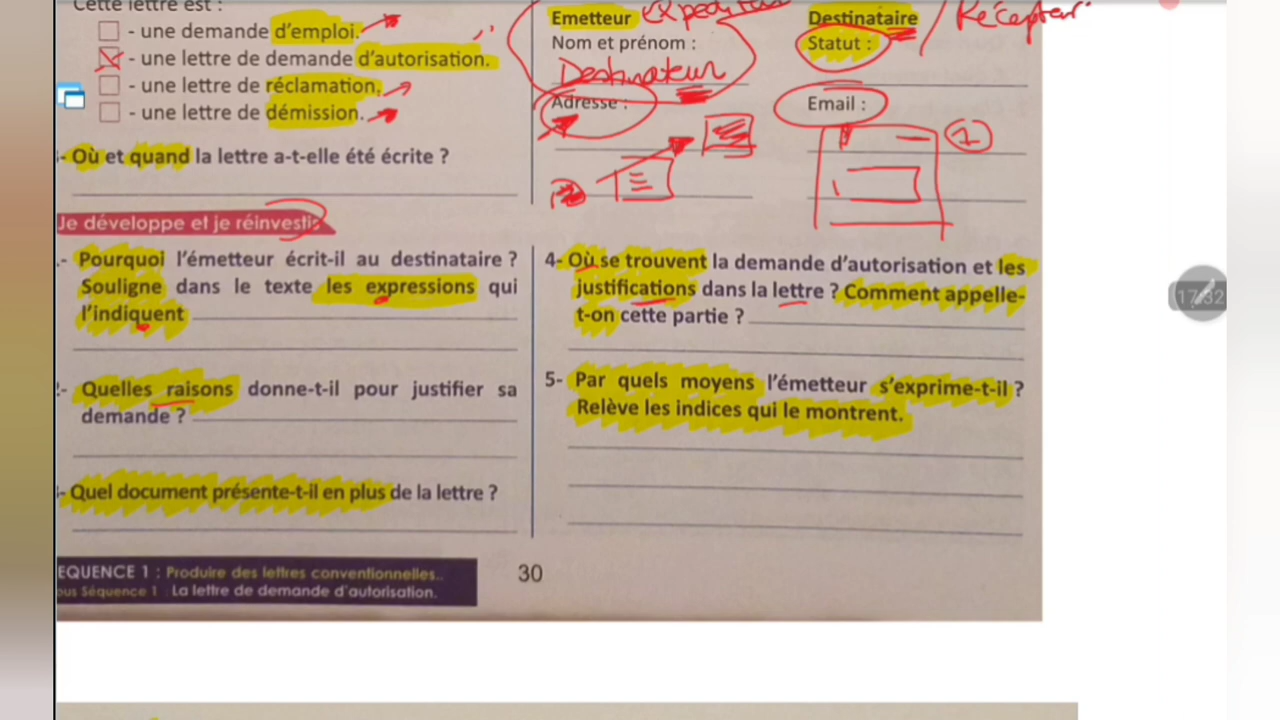 Cette lettre est :
- une demande d'emploi.
- une lettre de demande d'autorisation.
- une lettre de réclamation,
- une lettre de démission.
- Où et quand la lettre a-t-elle été écrite ?
Je développe et je réinvestis
.- Pourquoi l'émetteur écrit-il au destinataire ?
Souligne dans le texte les expressions qui
l'indiquent
- Quelles raisons donne-t-il pour justifier sa
demande ?
- Quel document présente-t-il en plus de la lettre ?
Emetteur
Nom et prénom :
Destinateur
Adresse :
Destinataire / Récepteur
Statut :
Email :
1
4- Où se trouvent la demande d'autorisation et les
justifications dans la lettre ? Comment appelle-
t-on cette partie ?
5- Par quels moyens l'émetteur s'exprime-t-il ?
Relève les indices qui le montrent.
EQUENCE 1 : Produire des lettres conventionnelles..
ous Séquence 1 : La lettre de demande d'autorisation.
30
17/32